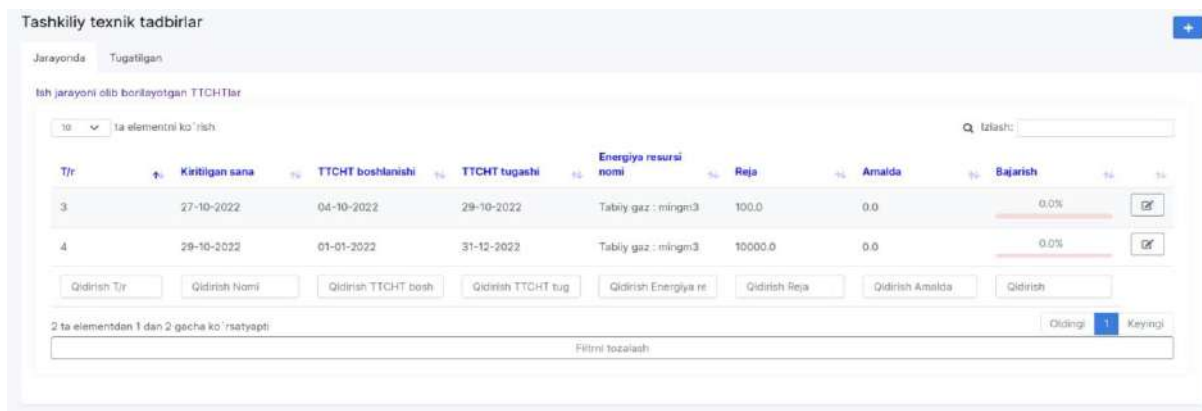 Tashkiliy texnik tadbirlar
+
Jarayonda Tugatilgan
Ish jarayoni olib borilayotgan TTCHTlar
10 ta elementni ko`rish Izlash:
T/r Kiritilgan sana TTCHT boshlanishi TTCHT tugashi Energiya resursi nomi Reja Amalda Bajarish
3 27-10-2022 04-10-2022 29-10-2022 Tabiiy gaz : mingm3 100.0 0.0 0.0%
4 29-10-2022 01-01-2022 31-12-2022 Tabiiy gaz : mingm3 10000.0 0.0 0.0%
Qidirish T/r Qidirish Nomi Qidirish TTCHT bosh Qidirish TTCHT tug Qidirish Energiya re Qidirish Reja Qidirish Amalda Qidirish
2 ta elementdan 1 dan 2 gacha ko`rsatyapti Oldingi 1 Keyingi
Filtrni tozalash